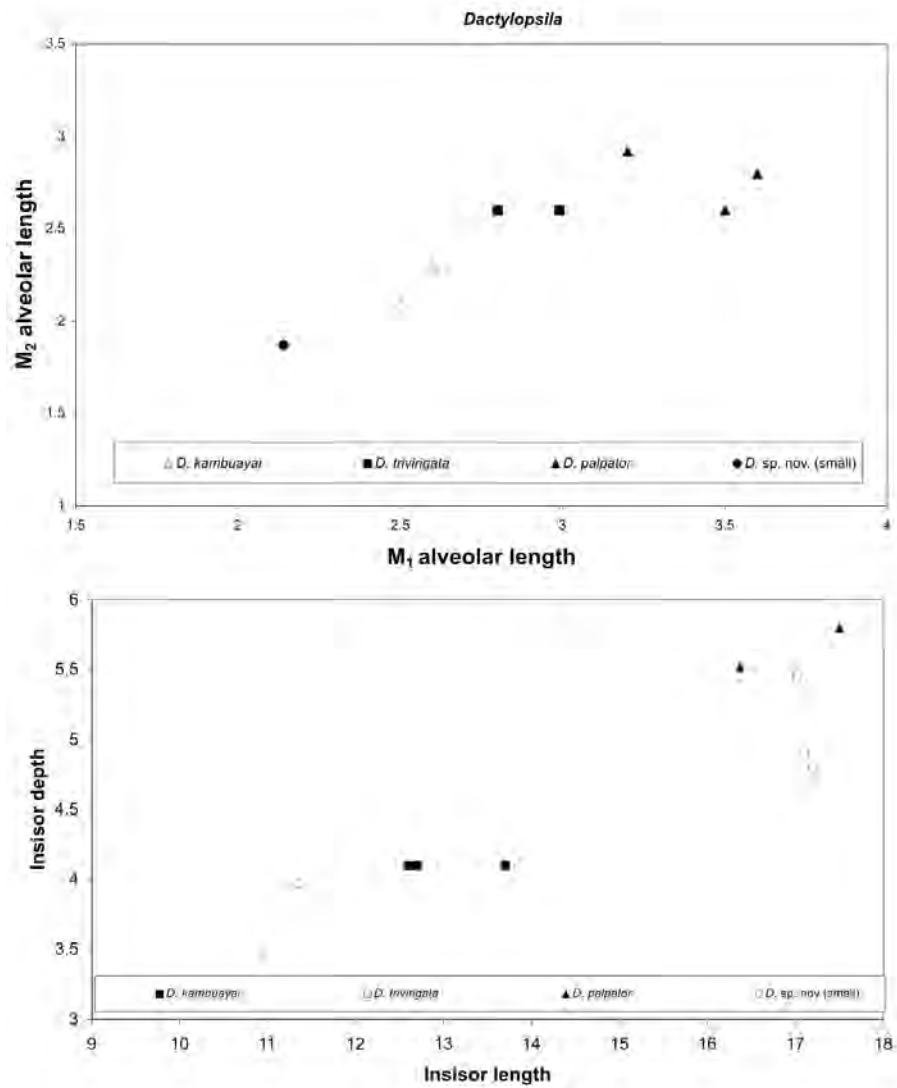 Dactylopsila
3.5
3
2.5
2
1.5
1
M₂ alveolar length
D. kambuayai D. trivirigata D. palpator D. sp. nov. (small)
1.5 2 2.5 3 3.5 4
M₁ alveolar length
6
5.5
5
4.5
4
3.5
3
Insisor depth
D. kambuayai D. trivirigata D. palpator D. sp. nov (small)
9 10 11 12 13 14 15 16 17 18
Insisor length